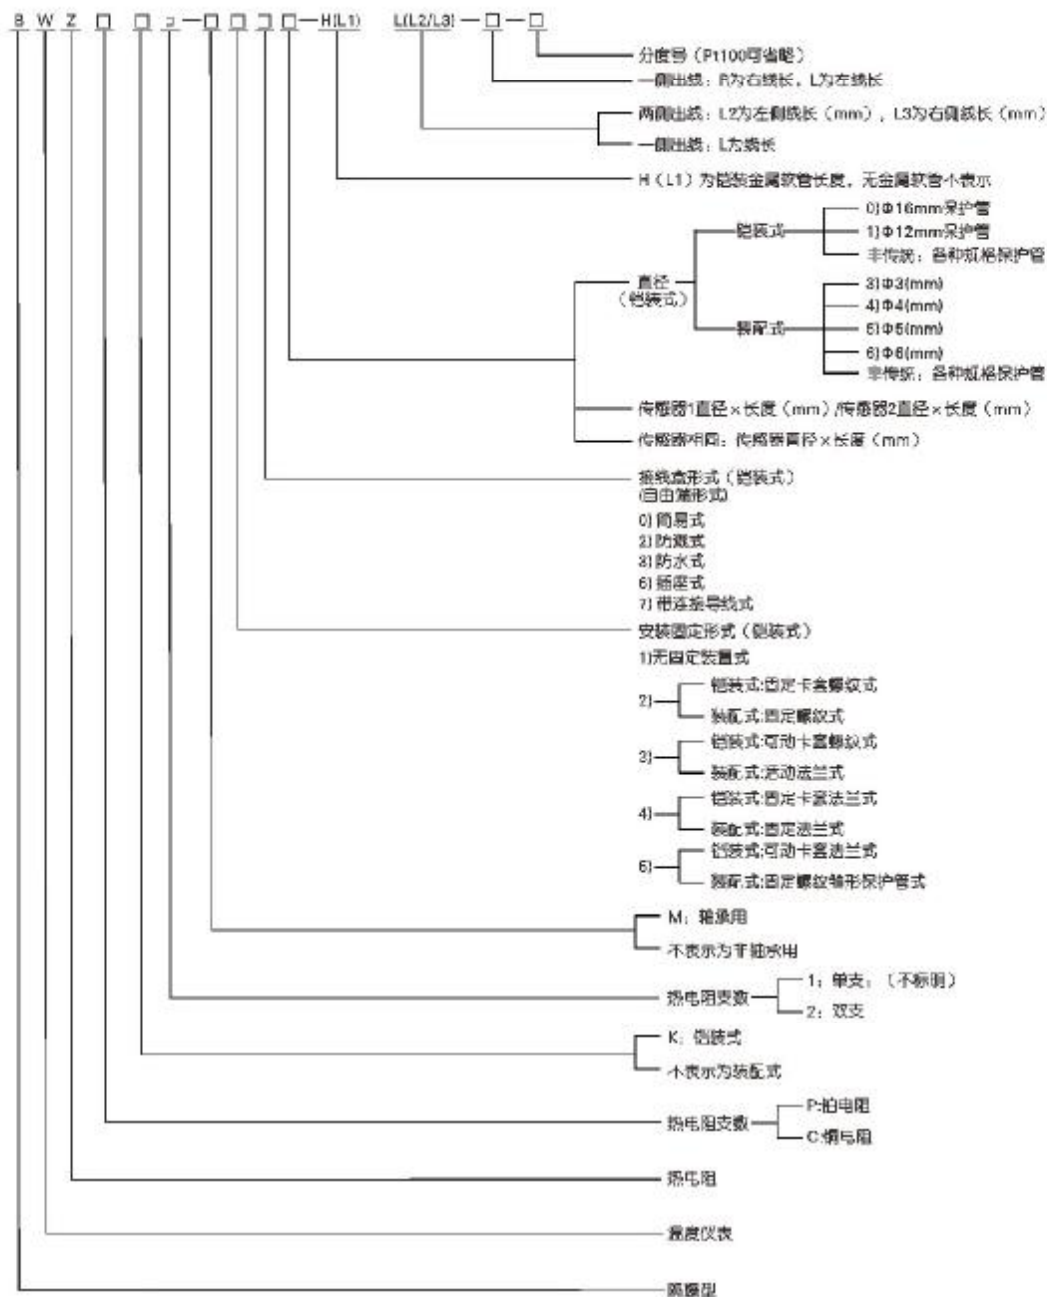 B W Z □ □ □—□ □ □ □—H(L1) L(L2/L3)—□—□
分度号（Pt100可省略）
一侧出线：R为右线长，L为左线长
两侧出线：L2为左侧线长（mm），L3为右侧线长（mm）
一侧出线：L为线长
H（L1）为铠装金属软管长度，无金属软管不表示
0)Φ16mm保护管
铠装式
1)Φ12mm保护管
非传统：各种规格保护管
直径
（铠装式）
3)Φ3(mm)
4)Φ4(mm)
装配式
5)Φ5(mm)
6)Φ6(mm)
非传统：各种规格保护管
传感器1直径×长度（mm）/传感器2直径×长度（mm）
传感器相同：传感器直径×长度（mm）
接线盒形式（铠装式）
(自由端形式)
0)简易式
2)防溅式
3)防水式
6)插座式
7)带连接导线式
安装固定形式（铠装式）
1)无固定装置式
铠装式:固定卡套螺纹式
2)
装配式:固定螺纹式
铠装式:可动卡套螺纹式
3)
装配式:活动法兰式
铠装式:固定卡套法兰式
4)
装配式:固定法兰式
铠装式:可动卡套法兰式
6)
装配式:固定螺纹锥形保护管式
M：轴承用
不表示为非轴承用
1：单支：（不标明）
热电阻支数
2：双支
K：铠装式
不表示为装配式
P:铂电阻
热电阻支数
C:铜电阻
热电阻
温度仪表
隔爆型